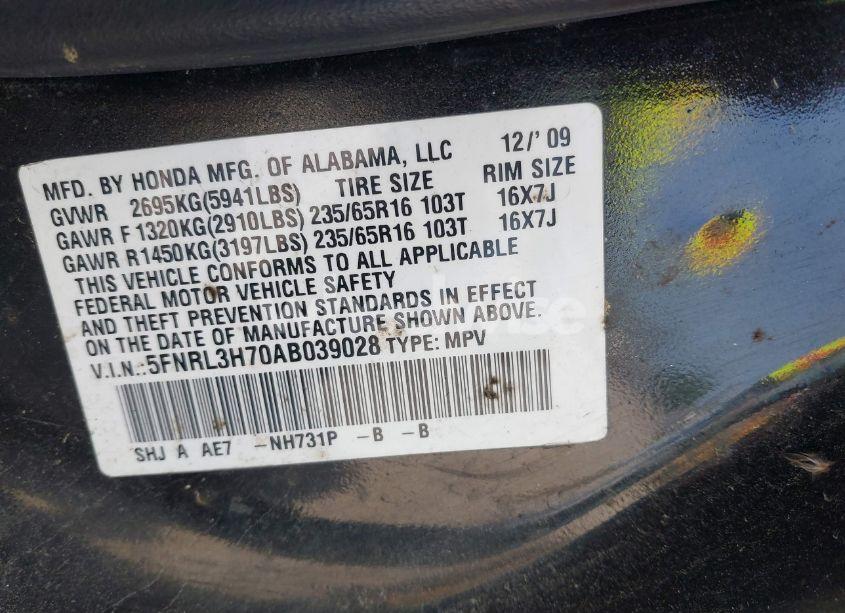 MFD. BY HONDA MFG. OF ALABAMA, LLC 12/'09
GVWR 2695KG(5941LBS) TIRE SIZE RIM SIZE
GAWR F1320KG(2910LBS) 235/65R16 103T 16X7J
GAWR R1450KG(3197LBS) 235/65R16 103T 16X7J
THIS VEHICLE CONFORMS TO ALL APPLICABLE
FEDERAL MOTOR VEHICLE SAFETY
AND THEFT PREVENTION STANDARDS IN EFFECT
ON THE DATE OF MANUFACTURE SHOWN ABOVE.
V.I.N.:5FNRL3H70AB039028 TYPE: MPV
SHJ A AE7 -NH731P -B -B